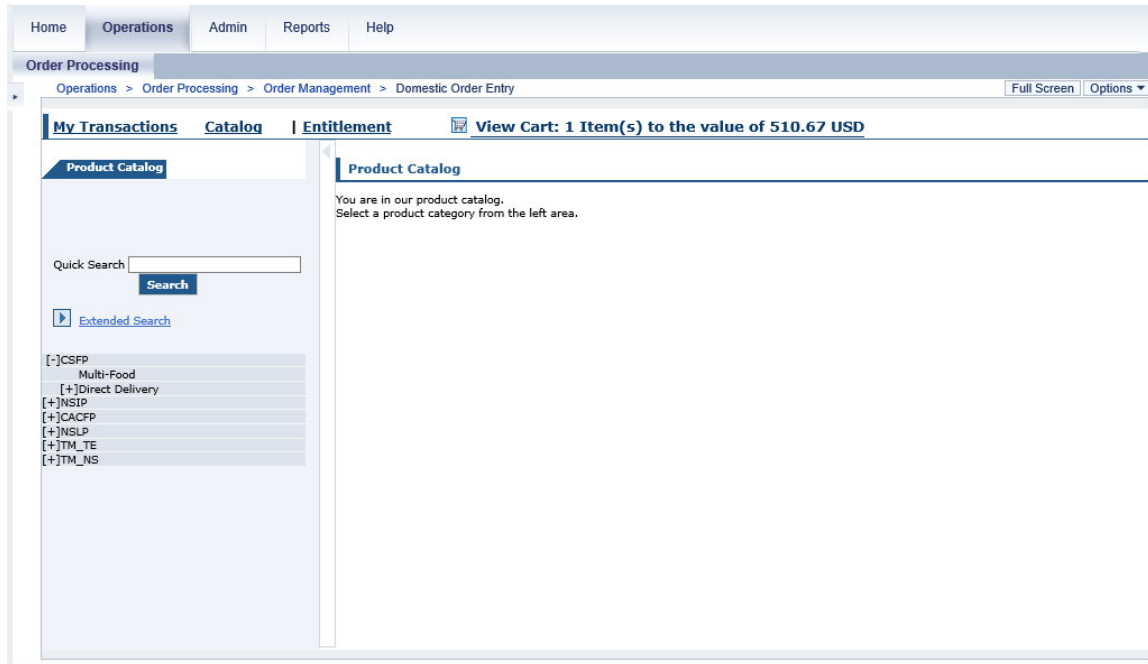 Home Operations Admin Reports Help
Order Processing
Operations > Order Processing > Order Management > Domestic Order Entry Full Screen Options
My Transactions Catalog | Entitlement View Cart: 1 Item(s) to the value of 510.67 USD
Product Catalog
Quick Search
Search
Extended Search
[-]CSFP
Multi-Food
[+]Direct Delivery
[+]NSIP
[+]CACFP
[+]NSLP
[+]TM_TE
[+]TM_NS
Product Catalog
You are in our product catalog.
Select a product category from the left area.